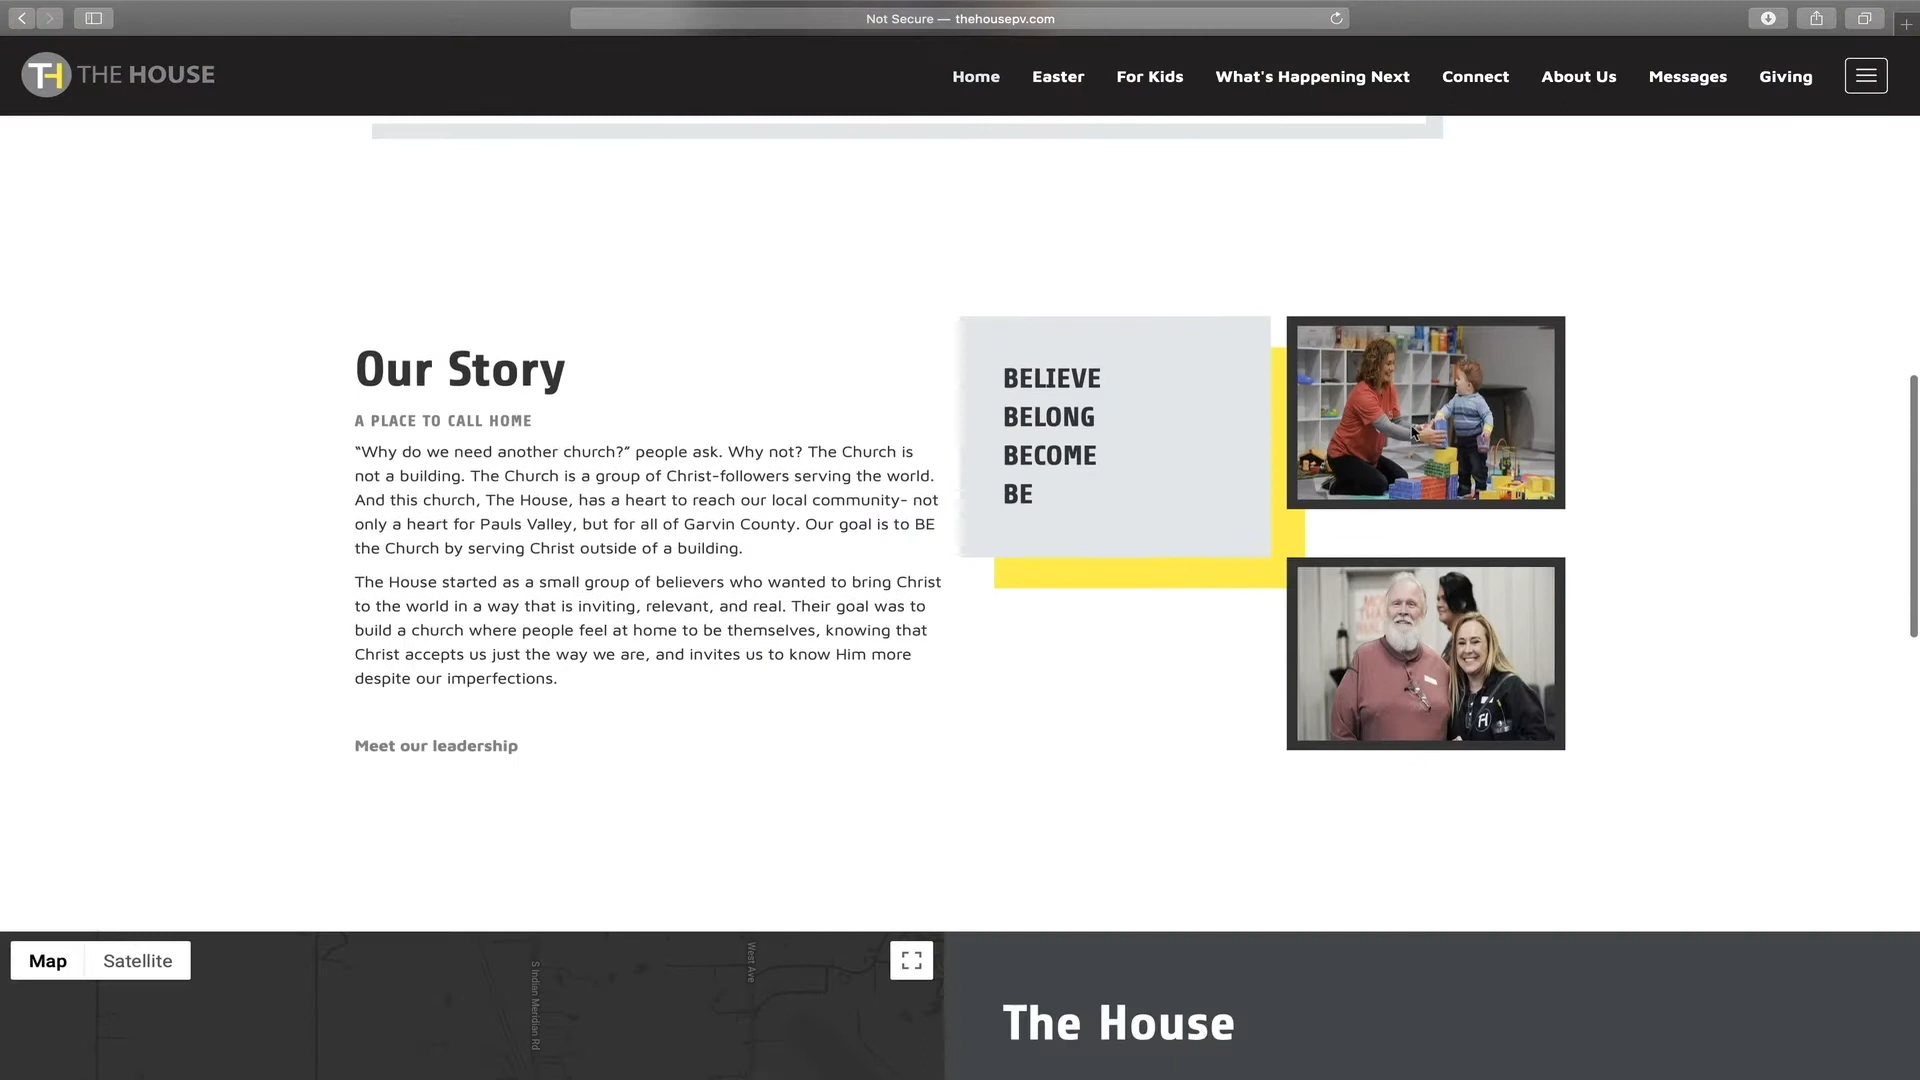 Not Secure — thehousepv.com
TH THE HOUSE
Home Easter For Kids What's Happening Next Connect About Us Messages Giving
Our Story
A PLACE TO CALL HOME
“Why do we need another church?” people ask. Why not? The Church is
not a building. The Church is a group of Christ-followers serving the world.
And this church, The House, has a heart to reach our local community- not
only a heart for Pauls Valley, but for all of Garvin County. Our goal is to BE
the Church by serving Christ outside of a building.
The House started as a small group of believers who wanted to bring Christ
to the world in a way that is inviting, relevant, and real. Their goal was to
build a church where people feel at home to be themselves, knowing that
Christ accepts us just the way we are, and invites us to know Him more
despite our imperfections.
Meet our leadership
BELIEVE
BELONG
BECOME
BE
TH
Map Satellite
S Indian Meridian Rd
West Ave
The House